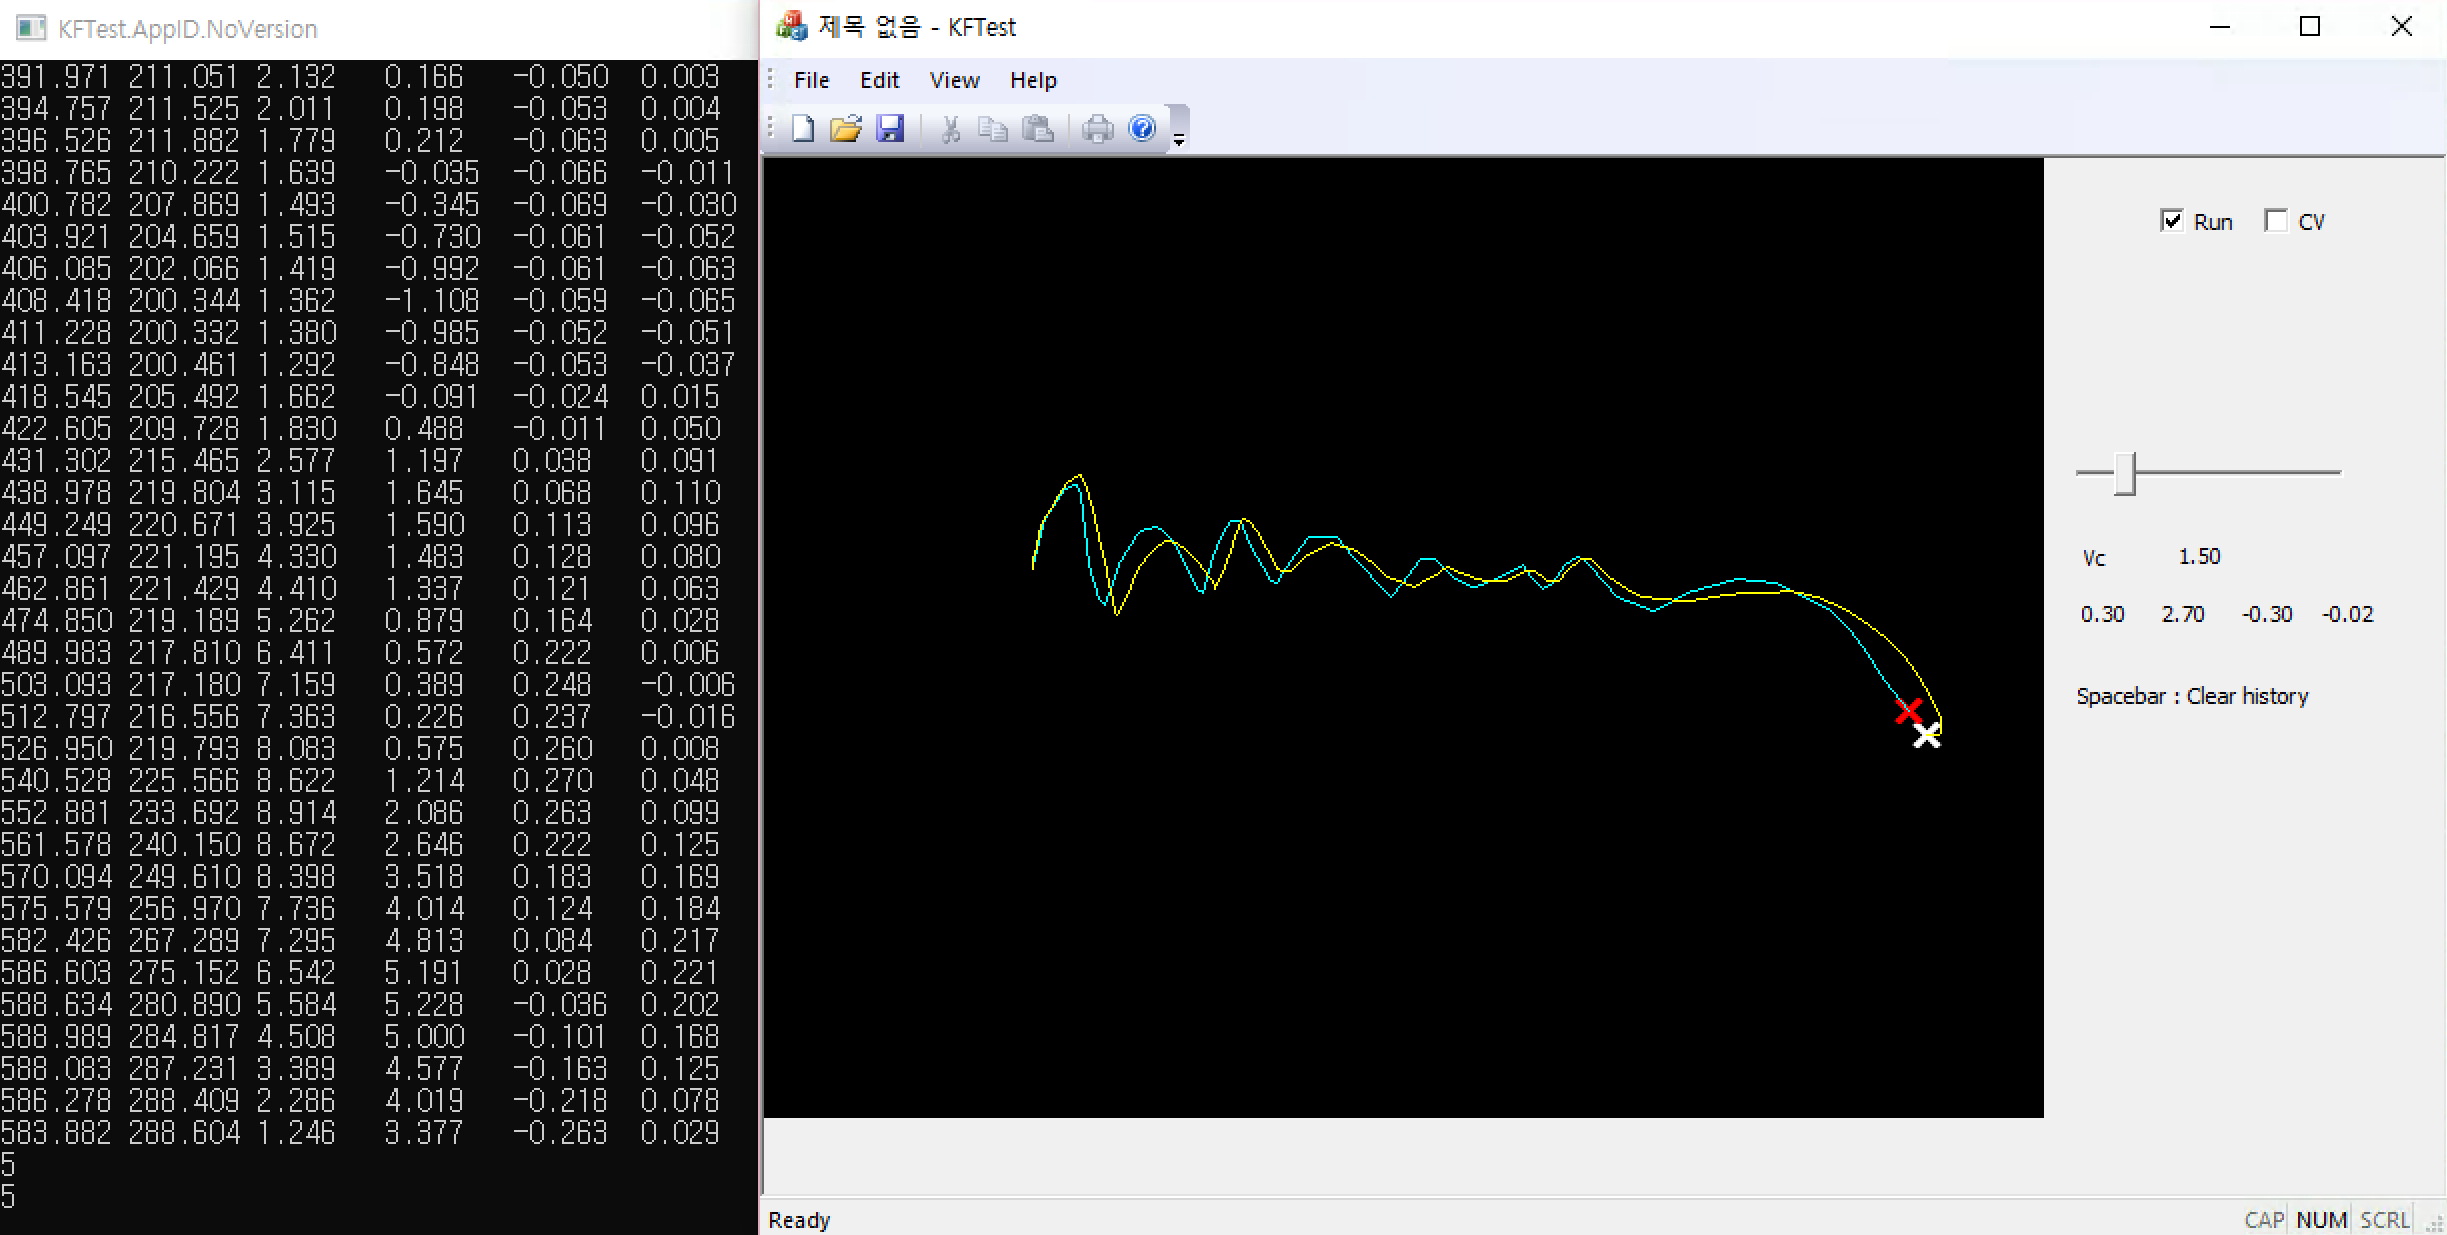 KFTest.AppID.NoVersion
391.971 211.051 2.132 0.166 -0.050 0.003
394.757 211.525 2.011 0.198 -0.053 0.004
396.526 211.882 1.779 0.212 -0.063 0.005
398.765 210.222 1.639 -0.035 -0.066 -0.011
400.782 207.869 1.493 -0.345 -0.069 -0.030
403.921 204.659 1.515 -0.730 -0.061 -0.052
406.085 202.066 1.419 -0.992 -0.061 -0.063
408.418 200.344 1.362 -1.108 -0.059 -0.065
411.228 200.332 1.380 -0.985 -0.052 -0.051
413.163 200.461 1.292 -0.848 -0.053 -0.037
418.545 205.492 1.662 -0.091 -0.024 0.015
422.605 209.728 1.830 0.488 -0.011 0.050
431.302 215.465 2.577 1.197 0.038 0.091
438.978 219.804 3.115 1.645 0.068 0.110
449.249 220.671 3.925 1.590 0.113 0.096
457.097 221.195 4.330 1.483 0.128 0.080
462.861 221.429 4.410 1.337 0.121 0.063
474.850 219.189 5.262 0.879 0.164 0.028
489.983 217.810 6.411 0.572 0.222 0.006
503.093 217.180 7.159 0.389 0.248 -0.006
512.797 216.556 7.363 0.226 0.237 -0.016
526.950 219.793 8.083 0.575 0.260 0.008
540.528 225.566 8.622 1.214 0.270 0.048
552.881 233.692 8.914 2.086 0.263 0.099
561.578 240.150 8.672 2.646 0.222 0.125
570.094 249.610 8.398 3.518 0.183 0.169
575.579 256.970 7.736 4.014 0.124 0.184
582.426 267.289 7.295 4.813 0.084 0.217
586.603 275.152 6.542 5.191 0.028 0.221
588.634 280.890 5.584 5.228 -0.036 0.202
588.989 284.817 4.508 5.000 -0.101 0.168
588.083 287.231 3.389 4.577 -0.163 0.125
586.278 288.409 2.286 4.019 -0.218 0.078
583.882 288.604 1.246 3.377 -0.263 0.029
5
5
제목 없음 - KFTest
File Edit View Help
Run CV
Vc 1.50
0.30 2.70 -0.30 -0.02
Spacebar : Clear history
Ready
CAP NUM SCRL